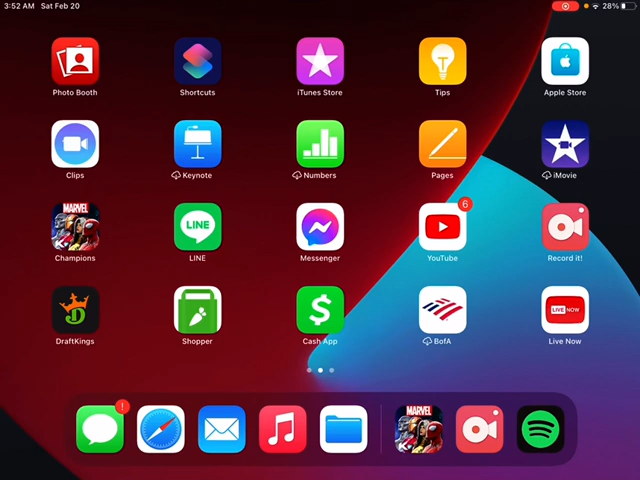 3:52 AM Sat Feb 20 28%
Photo Booth Shortcuts iTunes Store Tips Apple Store
Clips Keynote Numbers Pages iMovie
MARVEL 6
Champions LINE Messenger YouTube Record it!
LINE
LIVE NOW
DraftKings Shopper Cash App BofA Live Now
! MARVEL